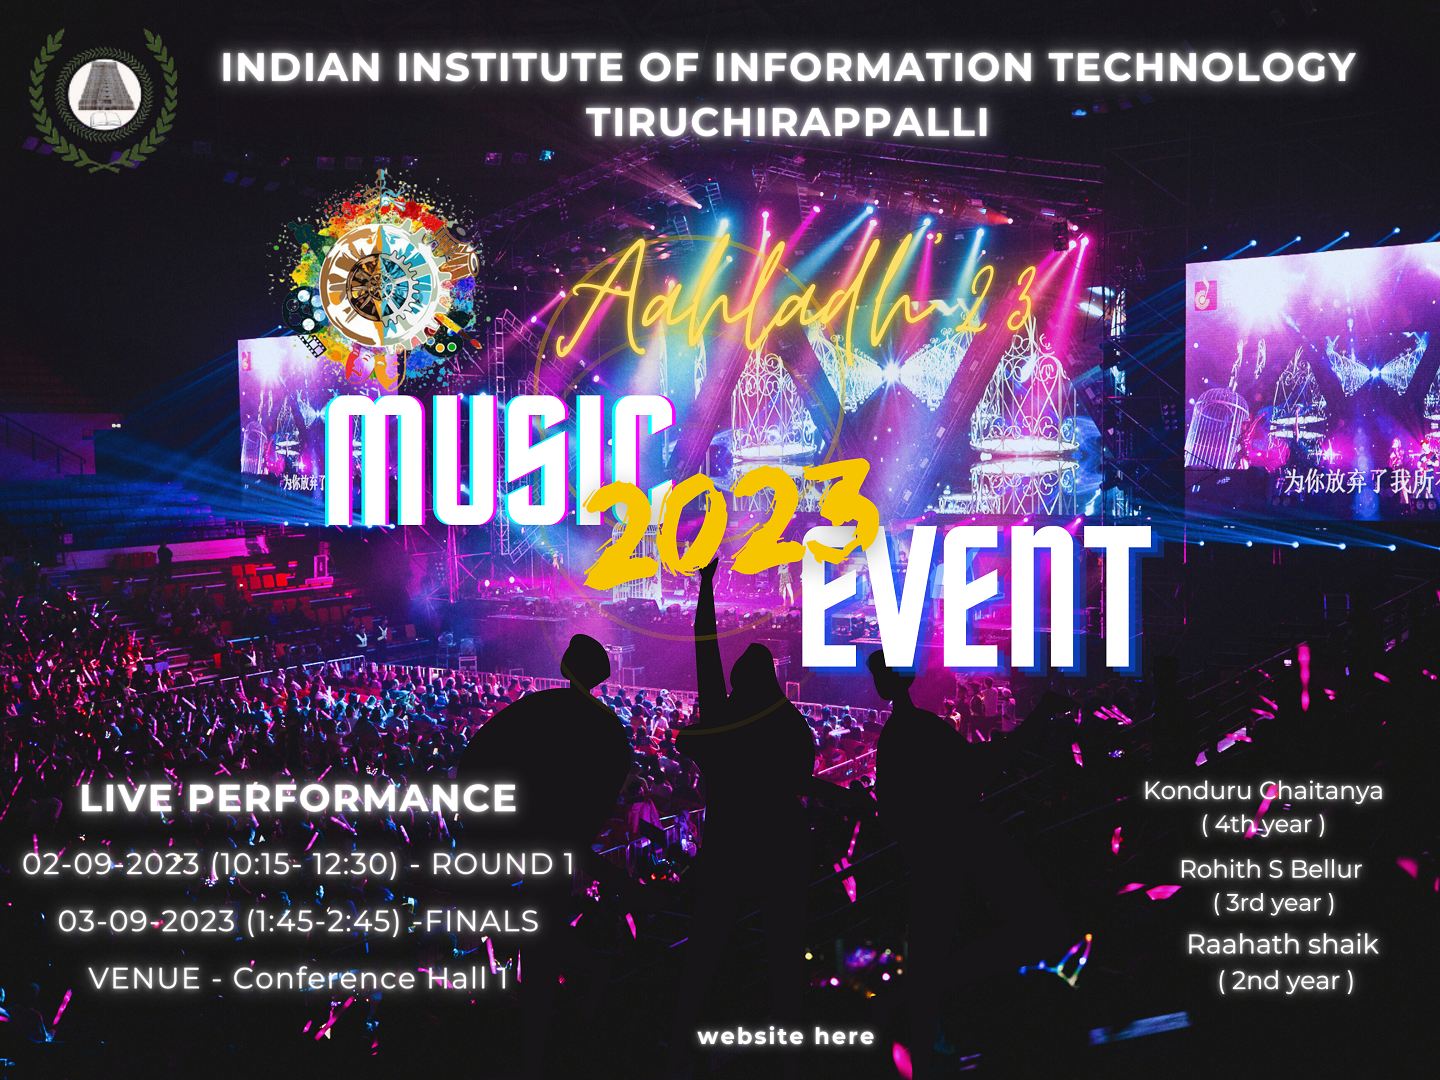 INDIAN INSTITUTE OF INFORMATION TECHNOLOGY
TIRUCHIRAPPALLI
Aahladh'23
MUSIC
2023
EVENT
为你放弃了
为你放弃了我所
LIVE PERFORMANCE
02-09-2023 (10:15- 12:30) - ROUND 1
03-09-2023 (1:45-2:45) -FINALS
VENUE - Conference Hall 1
Konduru Chaitanya
( 4th year )
Rohith S Bellur
( 3rd year )
Raahath shaik
( 2nd year )
website here